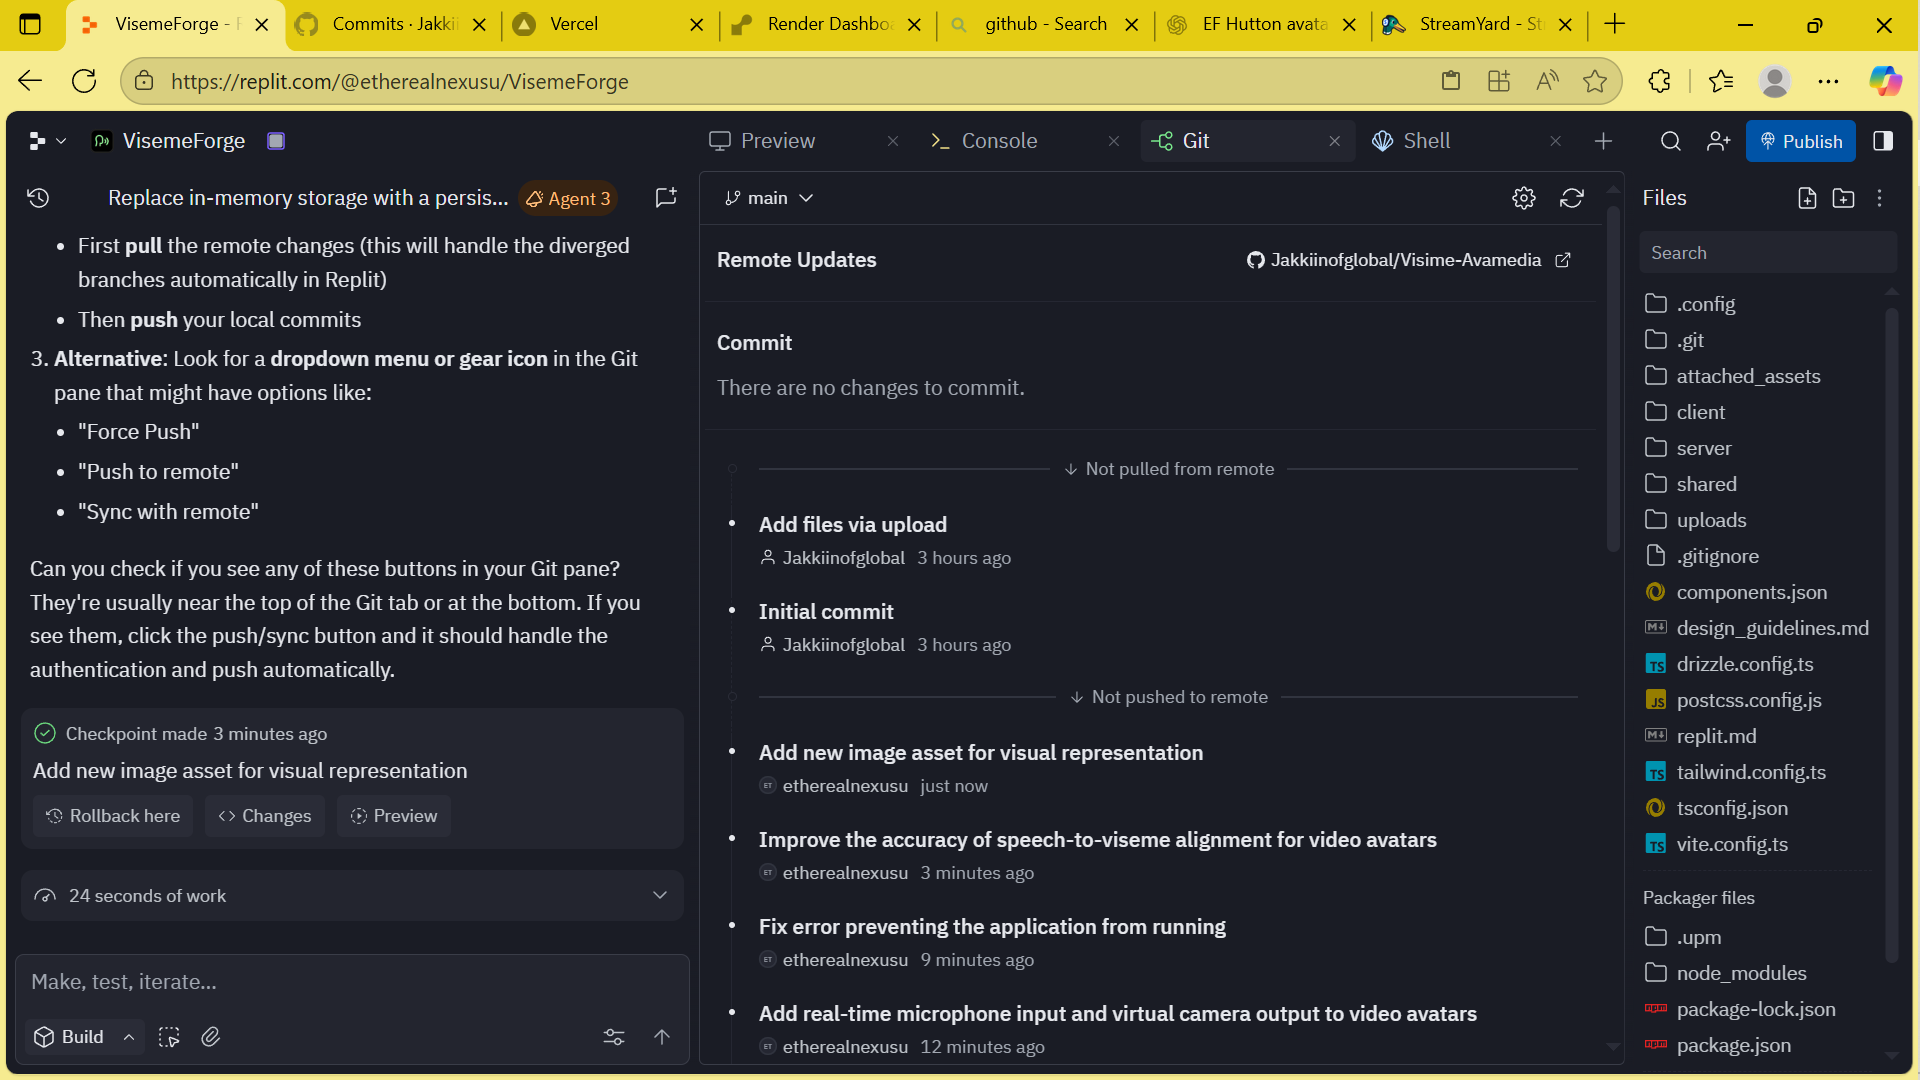 VisemeForge - R
Commits · Jakkii
Vercel
Render Dashboa
github - Search
EF Hutton avata
StreamYard - St
https://replit.com/@etherealnexusu/VisemeForge
VisemeForge
Preview
Console
Git
Shell
Publish
Replace in-memory storage with a persis...
Agent 3
• First pull the remote changes (this will handle the diverged
branches automatically in Replit)
• Then push your local commits
3. Alternative: Look for a dropdown menu or gear icon in the Git
pane that might have options like:
• "Force Push"
• "Push to remote"
• "Sync with remote"
Can you check if you see any of these buttons in your Git pane?
They're usually near the top of the Git tab or at the bottom. If you
see them, click the push/sync button and it should handle the
authentication and push automatically.
Checkpoint made 3 minutes ago
Add new image asset for visual representation
Rollback here
Changes
Preview
24 seconds of work
Make, test, iterate...
Build
main
Remote Updates
Jakkiinofglobal/Visime-Avamedia
Commit
There are no changes to commit.
Not pulled from remote
Add files via upload
Jakkiinofglobal 3 hours ago
Initial commit
Jakkiinofglobal 3 hours ago
Not pushed to remote
Add new image asset for visual representation
ET etherealnexusu just now
Improve the accuracy of speech-to-viseme alignment for video avatars
ET etherealnexusu 3 minutes ago
Fix error preventing the application from running
ET etherealnexusu 9 minutes ago
Add real-time microphone input and virtual camera output to video avatars
ET etherealnexusu 12 minutes ago
Files
Search
.config
.git
attached_assets
client
server
shared
uploads
.gitignore
components.json
M↓ design_guidelines.md
TS drizzle.config.ts
JS postcss.config.js
M↓ replit.md
TS tailwind.config.ts
tsconfig.json
TS vite.config.ts
Packager files
.upm
node_modules
npm package-lock.json
npm package.json